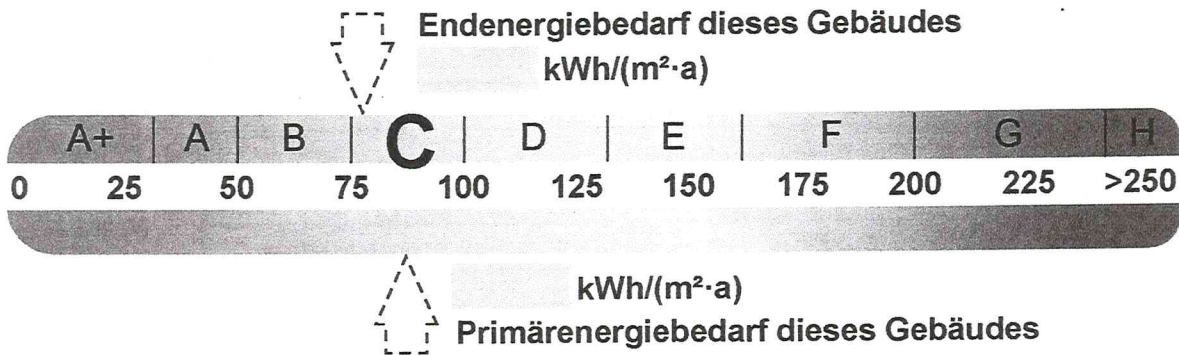 Endenergiebedarf dieses Gebäudes
kWh/(m²·a)
A+ A B C D E F G H
0 25 50 75 100 125 150 175 200 225 >250
kWh/(m²·a)
Primärenergiebedarf dieses Gebäudes